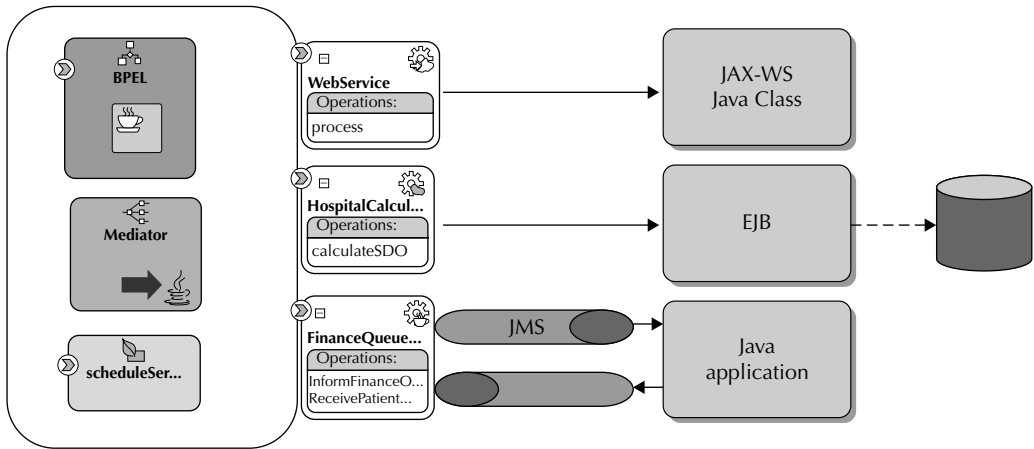 BPEL
Mediator
scheduleSer...
WebService
Operations:
process
HospitalCalcul...
Operations:
calculateSDO
FinanceQueue...
Operations:
InformFinanceO...
ReceivePatient...
JMS
JAX-WS
Java Class
EJB
Java
application